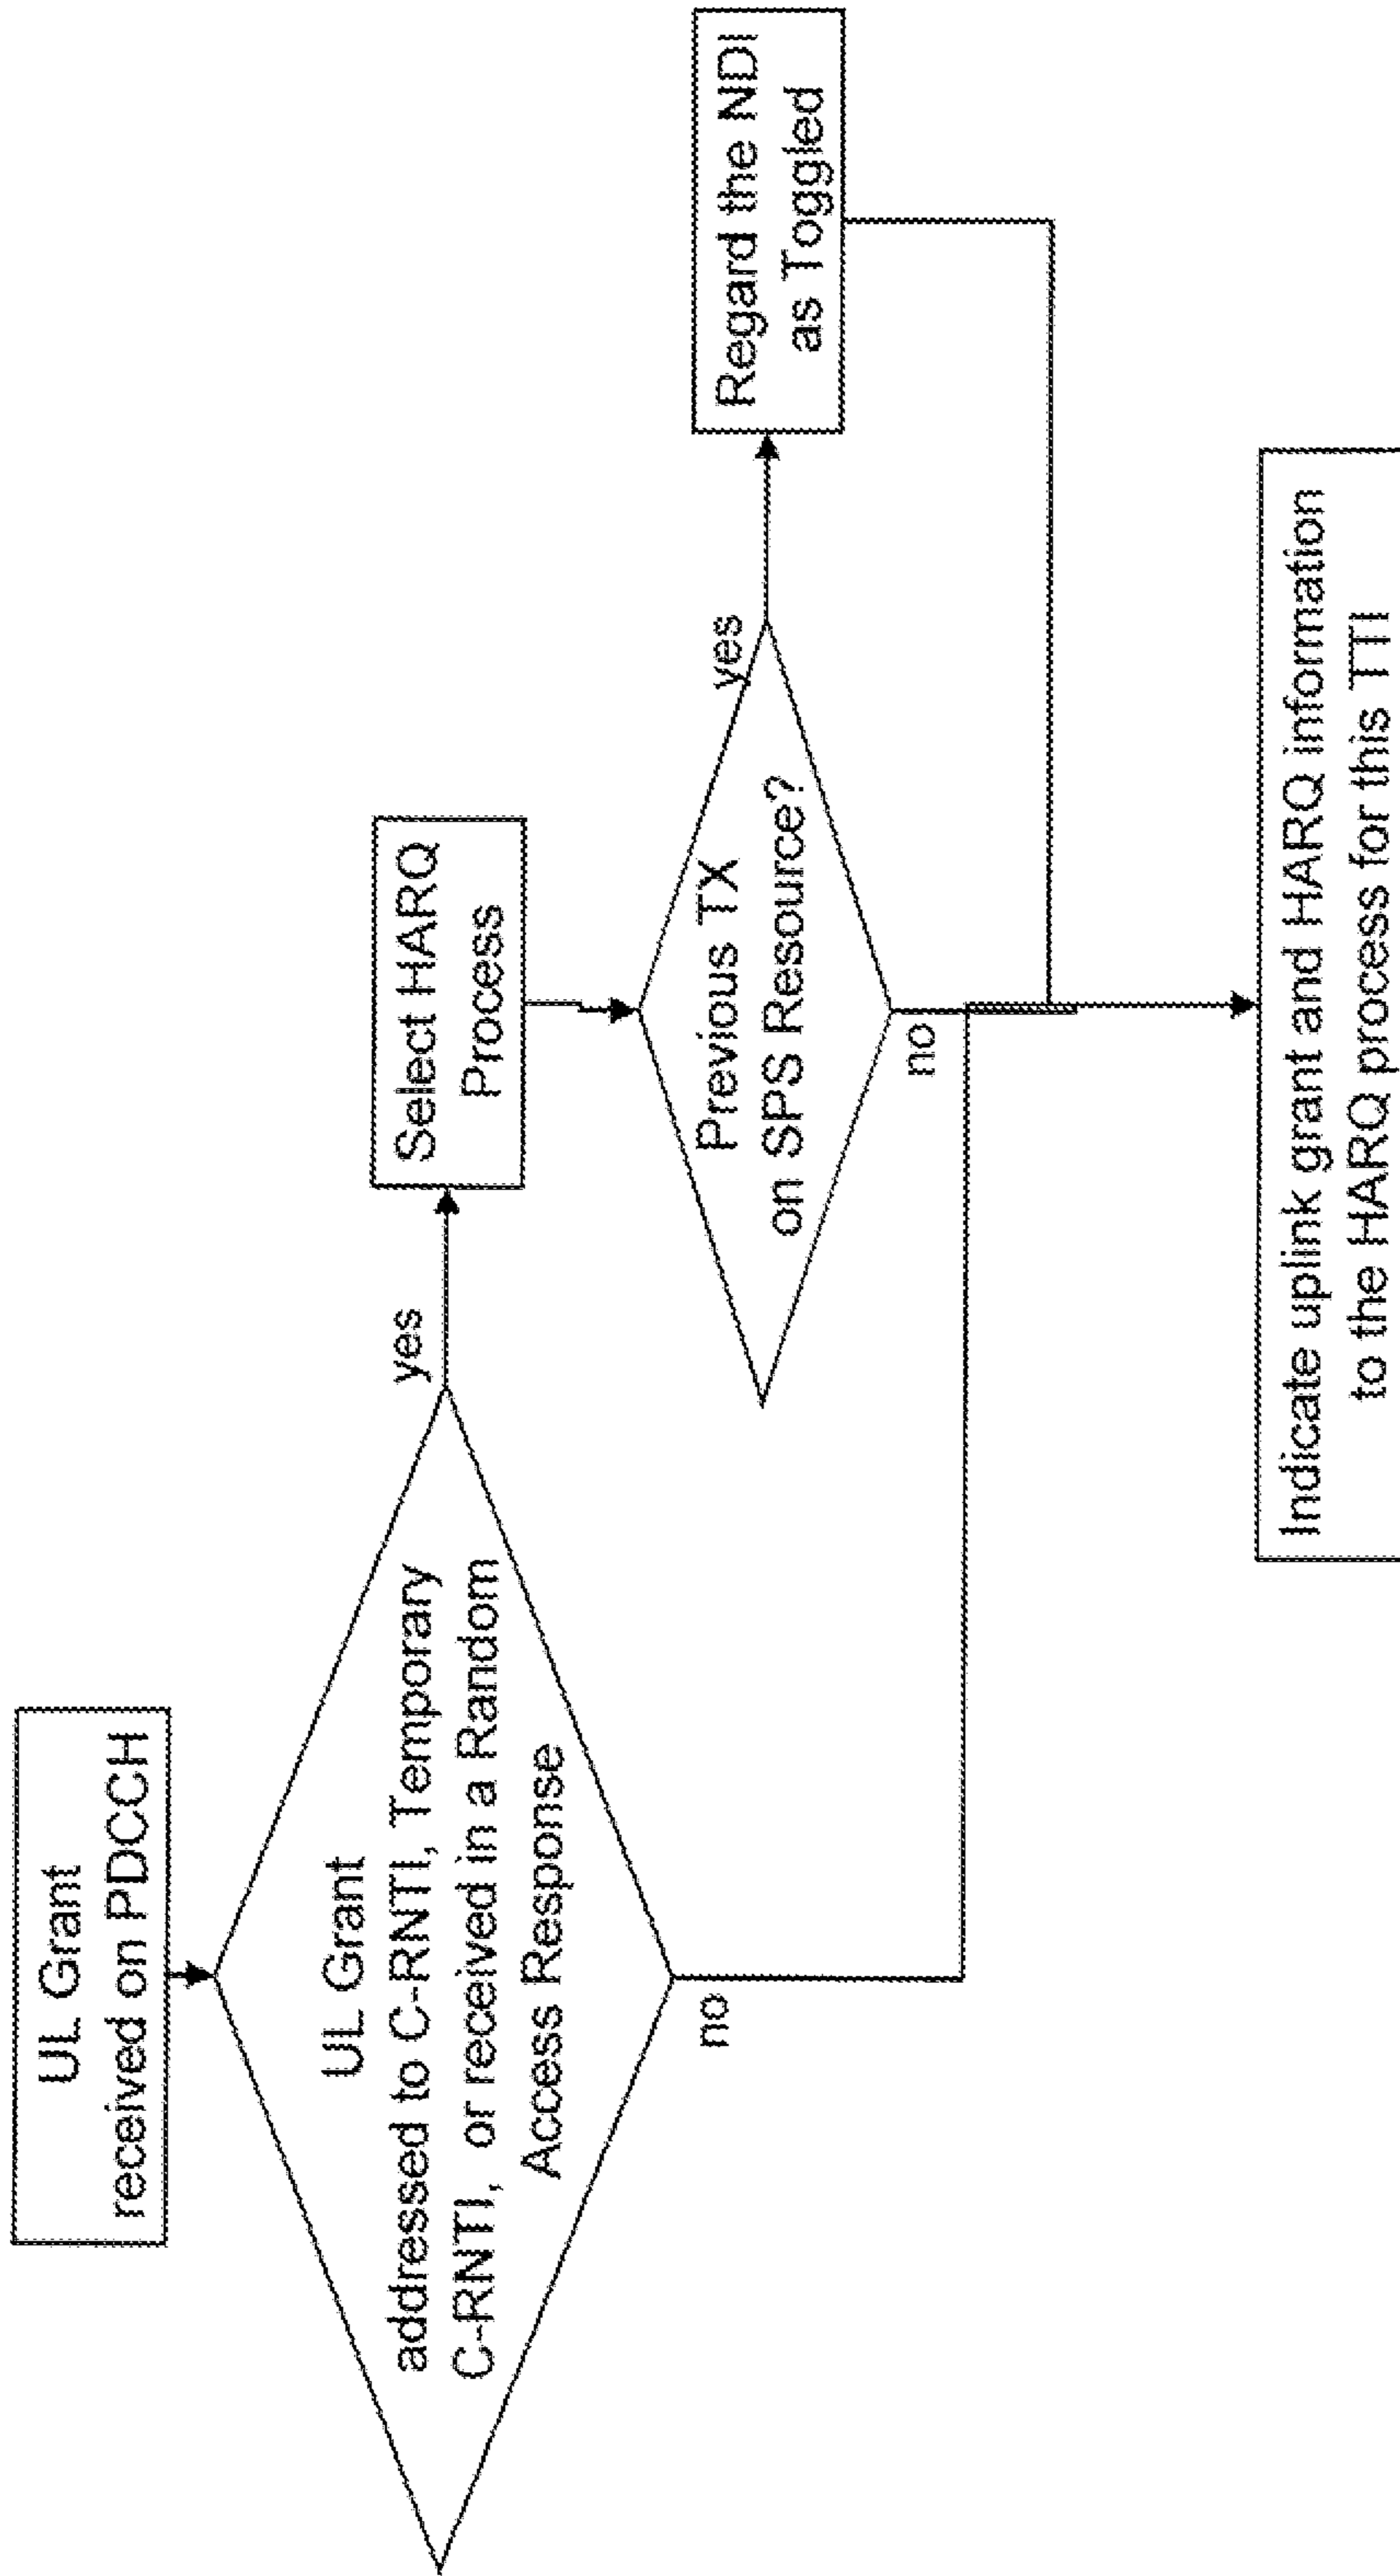 UL Grant
received on PDCCH
UL Grant
addressed to C-RNTI, Temporary
C-RNTI, or received in a Random
Access Response
yes
no
Select HARQ
Process
Previous TX
on SPS Resource?
yes
no
Regard the NDI
as Toggled
Indicate uplink grant and HARQ information
to the HARQ process for this TTI